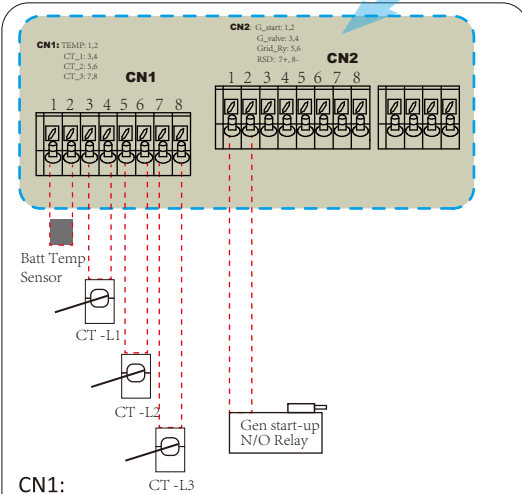 CN1: TEMP: 1,2
CT_1: 3,4
CT_2: 5,6
CT_3: 7,8
CN1
1 2 3 4 5 6 7 8
CN2: G_start: 1,2
G_valve: 3,4
Grid_Ry: 5,6
RSD: 7+, 8-
CN2
1 2 3 4 5 6 7 8
Batt Temp
Sensor
CT -L1
CT -L2
CT -L3
Gen start-up
N/O Relay
CN1: